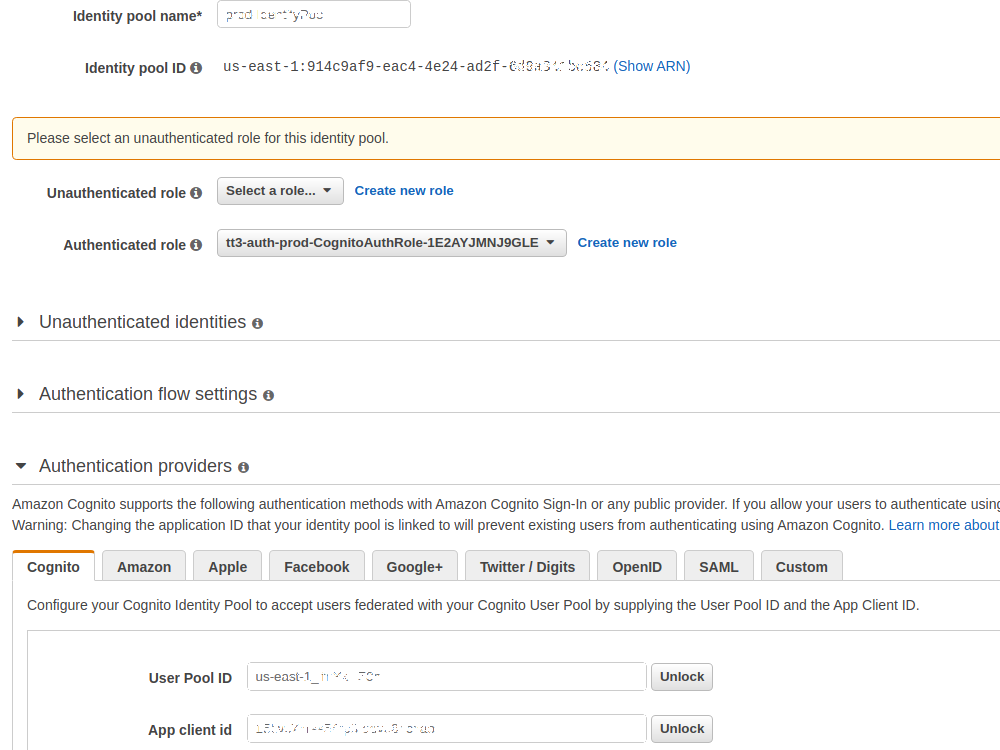 Identity pool name*
Identity pool ID us-east-1:914c9af9-eac4-4e24-ad2f- (Show ARN)
Please select an unauthenticated role for this identity pool.
Unauthenticated role Select a role... Create new role
Authenticated role tt3-auth-prod-CognitoAuthRole-1E2AYJMNJ9GLE Create new role
Unauthenticated identities
Authentication flow settings
Authentication providers
Amazon Cognito supports the following authentication methods with Amazon Cognito Sign-In or any public provider. If you allow your users to authenticate using
Warning: Changing the application ID that your identity pool is linked to will prevent existing users from authenticating using Amazon Cognito. Learn more about
Cognito Amazon Apple Facebook Google+ Twitter / Digits OpenID SAML Custom
Configure your Cognito Identity Pool to accept users federated with your Cognito User Pool by supplying the User Pool ID and the App Client ID.
User Pool ID us-east-1_ Unlock
App client id Unlock